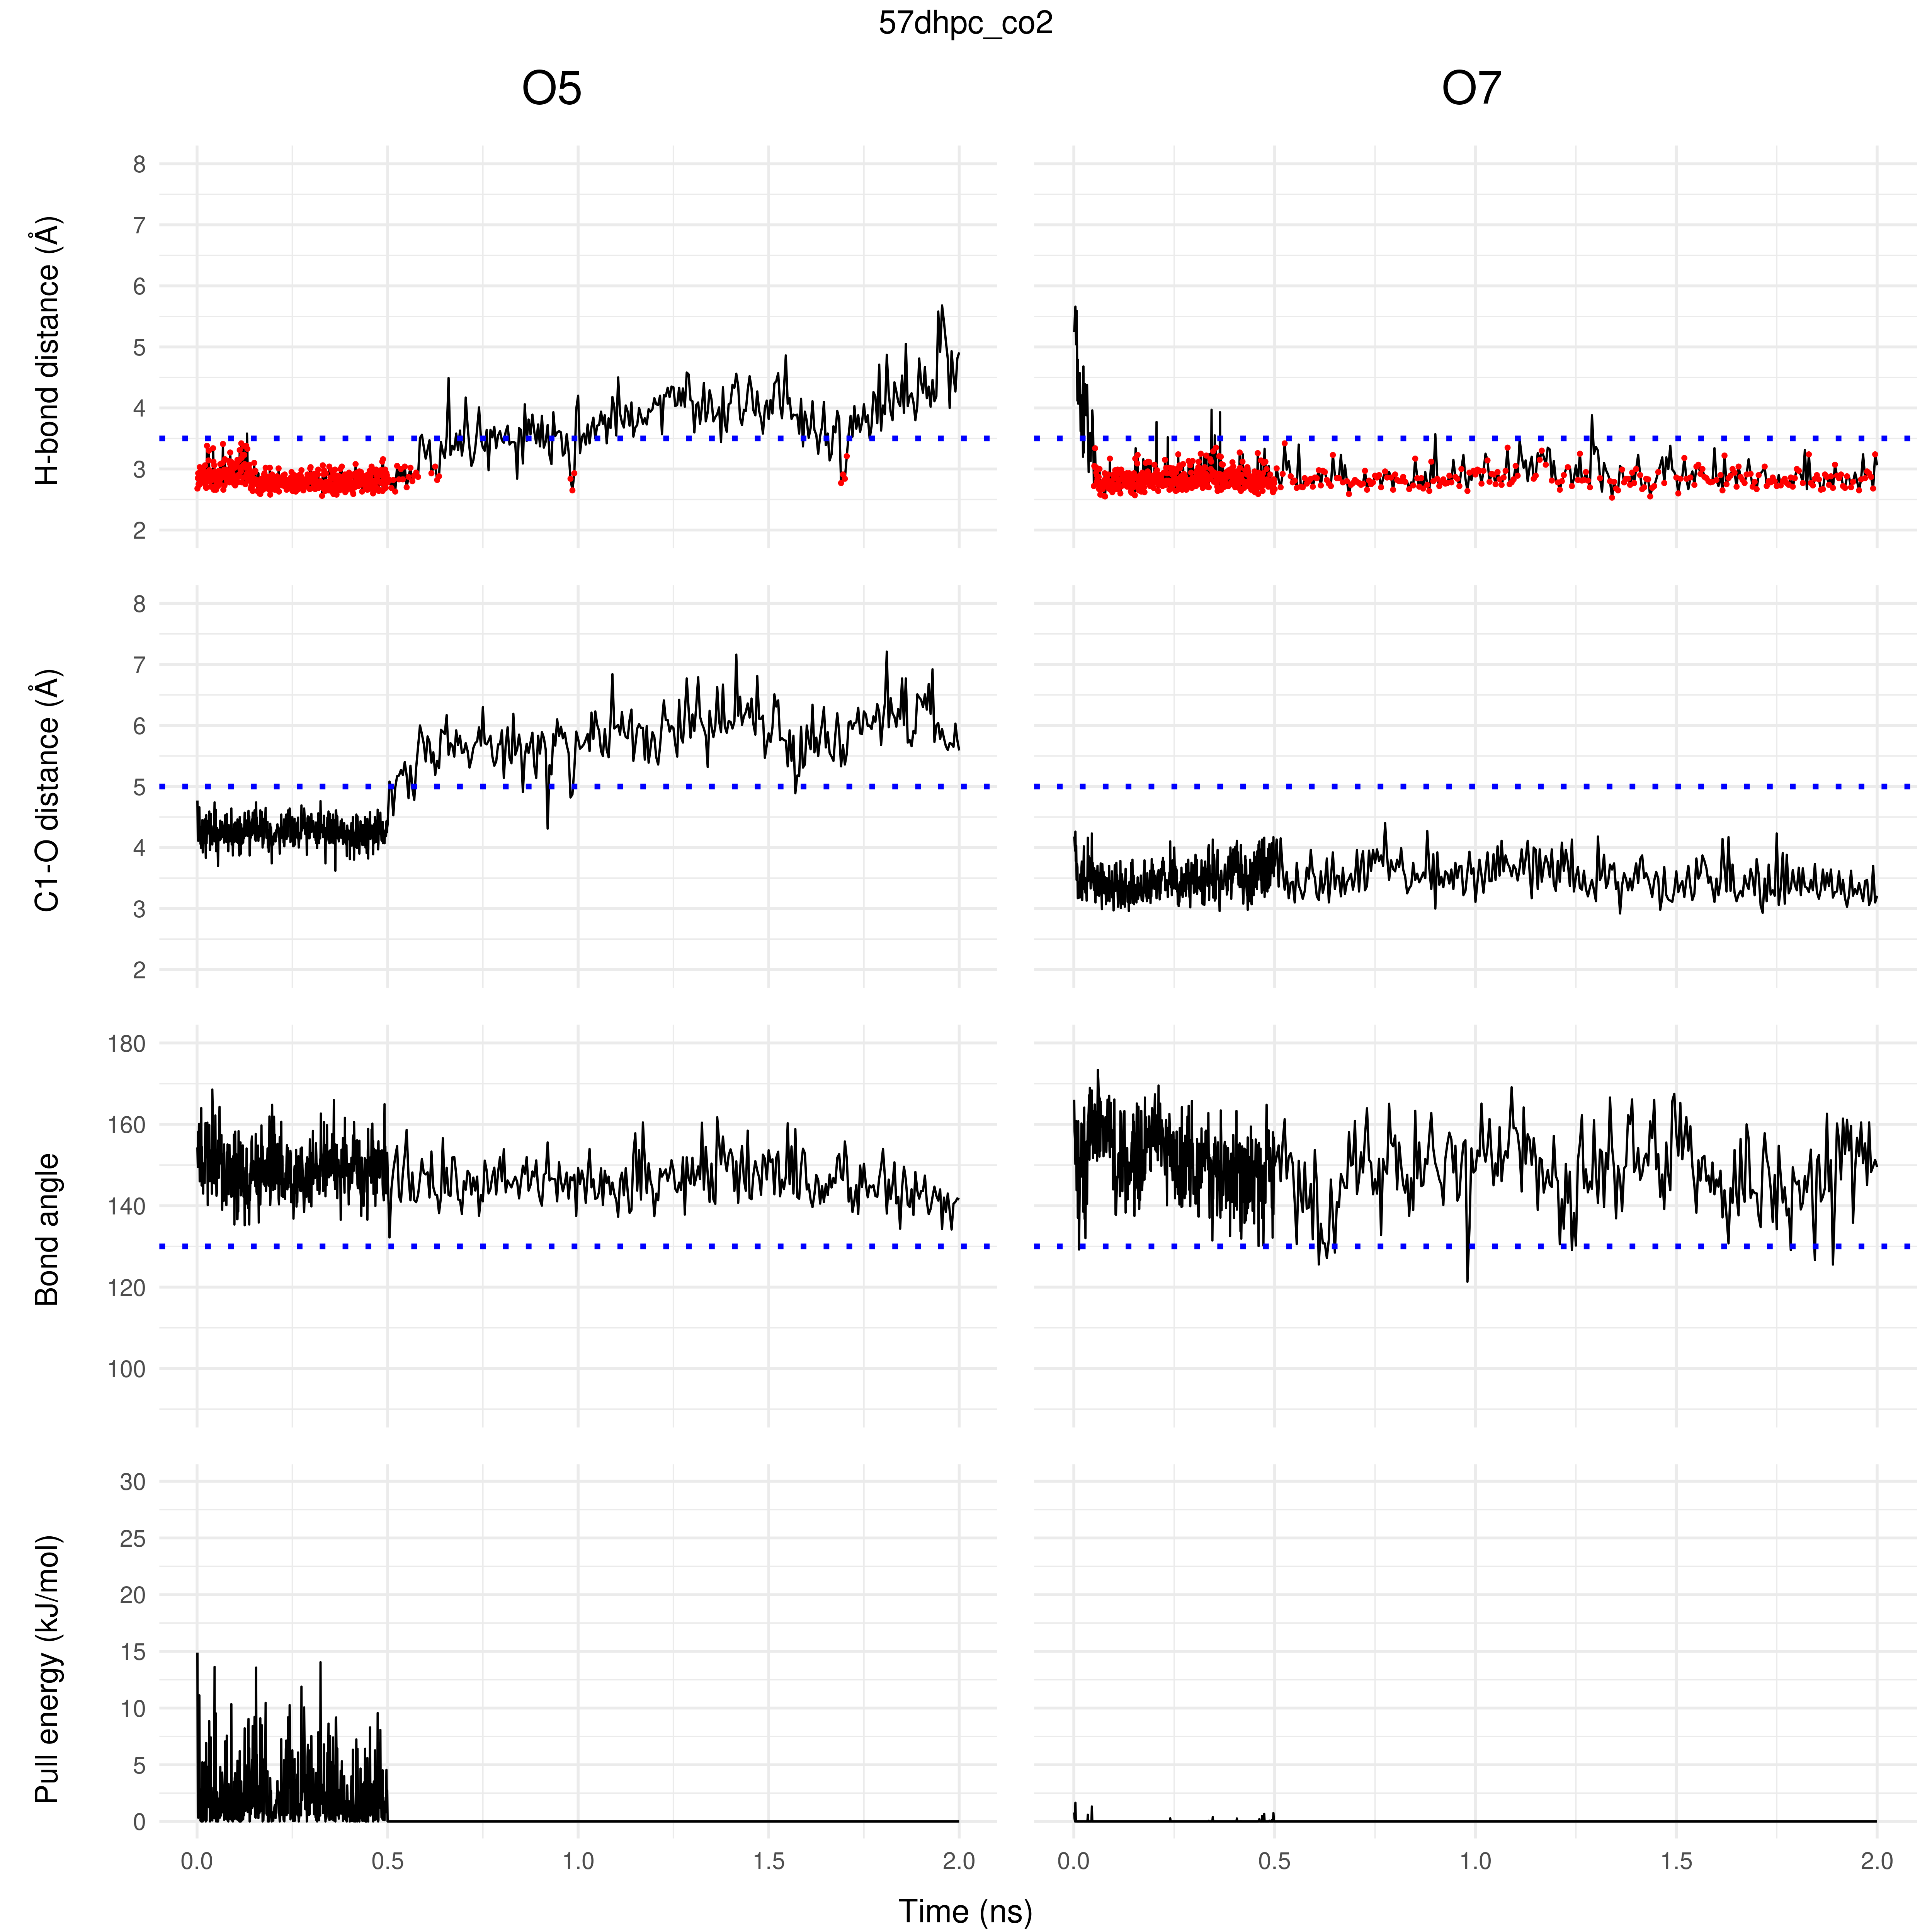 57dhpc_co2
O5
O7
H-bond distance (Å)
8
7
6
5
4
3
2
C1-O distance (Å)
8
7
6
5
4
3
2
Bond angle
180
160
140
120
100
Pull energy (kJ/mol)
30
25
20
15
10
5
0
0.0 0.5 1.0 1.5 2.0
0.0 0.5 1.0 1.5 2.0
Time (ns)